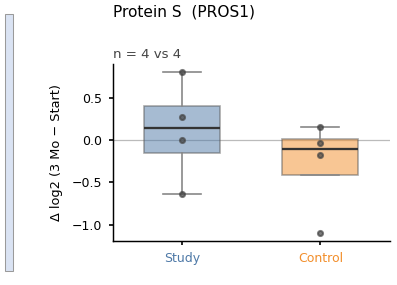 Protein S  (PROS1)
n = 4 vs 4
Δ log2 (3 Mo − Start)
0.5
0.0
−0.5
−1.0
Study
Control